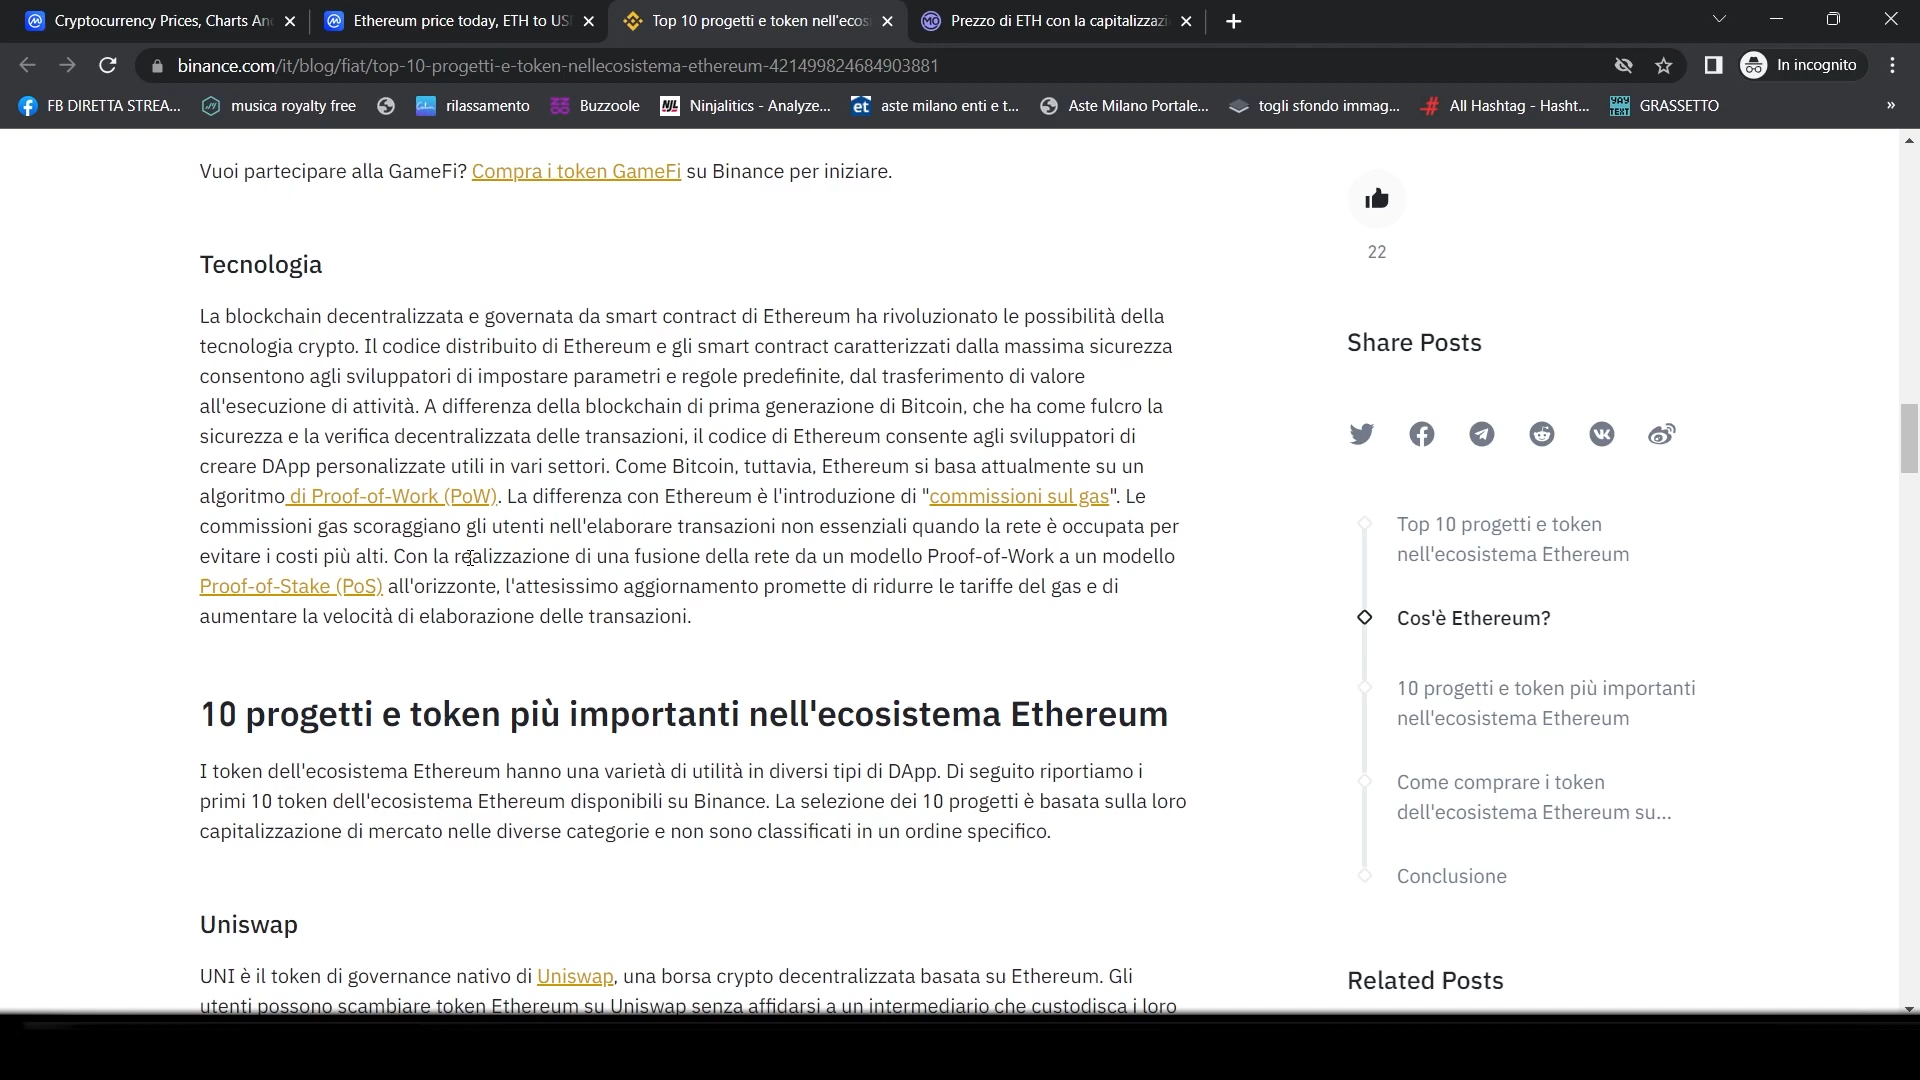 Cryptocurrency Prices, Charts An
Ethereum price today, ETH to US
Top 10 progetti e token nell'ecos
Prezzo di ETH con la capitalizzazi
binance.com/it/blog/fiat/top-10-progetti-e-token-nellecosistema-ethereum-421499824684903881
In incognito
FB DIRETTA STREA...
musica royalty free
rilassamento
Buzzoole
Ninjalitics - Analyze...
aste milano enti e t...
Aste Milano Portale...
togli sfondo immag...
All Hashtag - Hasht...
GRASSETTO
»
Vuoi partecipare alla GameFi? Compra i token GameFi su Binance per iniziare.
Tecnologia
La blockchain decentralizzata e governata da smart contract di Ethereum ha rivoluzionato le possibilità della
tecnologia crypto. Il codice distribuito di Ethereum e gli smart contract caratterizzati dalla massima sicurezza
consentono agli sviluppatori di impostare parametri e regole predefinite, dal trasferimento di valore
all'esecuzione di attività. A differenza della blockchain di prima generazione di Bitcoin, che ha come fulcro la
sicurezza e la verifica decentralizzata delle transazioni, il codice di Ethereum consente agli sviluppatori di
creare DApp personalizzate utili in vari settori. Come Bitcoin, tuttavia, Ethereum si basa attualmente su un
algoritmo di Proof-of-Work (PoW). La differenza con Ethereum è l'introduzione di "commissioni sul gas". Le
commissioni gas scoraggiano gli utenti nell'elaborare transazioni non essenziali quando la rete è occupata per
evitare i costi più alti. Con la realizzazione di una fusione della rete da un modello Proof-of-Work a un modello
Proof-of-Stake (PoS) all'orizzonte, l'attesissimo aggiornamento promette di ridurre le tariffe del gas e di
aumentare la velocità di elaborazione delle transazioni.
10 progetti e token più importanti nell'ecosistema Ethereum
I token dell'ecosistema Ethereum hanno una varietà di utilità in diversi tipi di DApp. Di seguito riportiamo i
primi 10 token dell'ecosistema Ethereum disponibili su Binance. La selezione dei 10 progetti è basata sulla loro
capitalizzazione di mercato nelle diverse categorie e non sono classificati in un ordine specifico.
Uniswap
UNI è il token di governance nativo di Uniswap, una borsa crypto decentralizzata basata su Ethereum. Gli
utenti possono scambiare token Ethereum su Uniswap senza affidarsi a un intermediario che custodisca i loro
22
Share Posts
Top 10 progetti e token
nell'ecosistema Ethereum
Cos'è Ethereum?
10 progetti e token più importanti
nell'ecosistema Ethereum
Come comprare i token
dell'ecosistema Ethereum su...
Conclusione
Related Posts